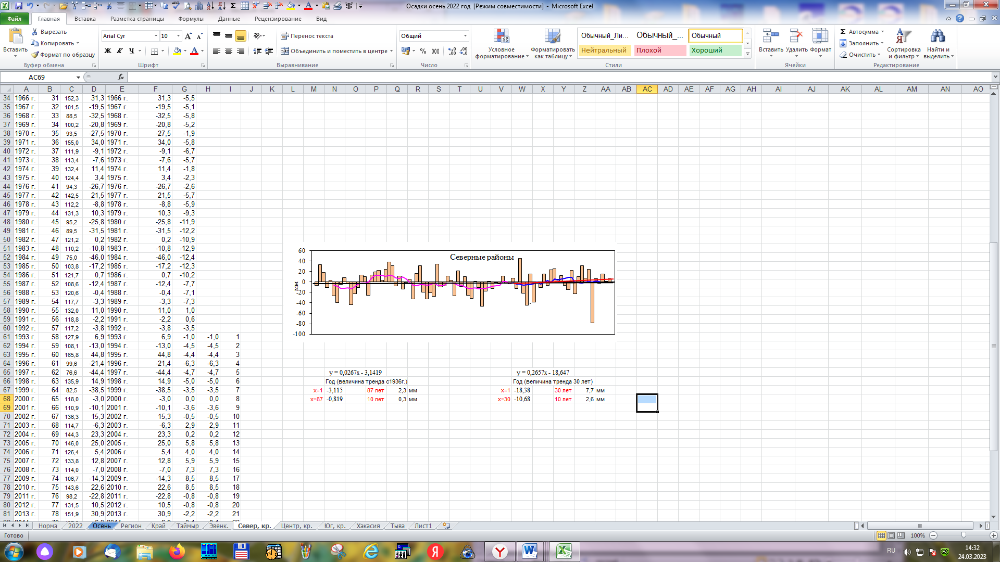 Осадки осень 2022 год [Режим совместимости] - Microsoft Excel
Файл Главная Вставка Разметка страницы Формулы Данные Рецензирование Вид
Вставить Вырезать Копировать Формат по образцу Буфер обмена
Arial Cyr 10 Ж К Ч Шрифт
Перенос текста Объединить и поместить в центре Выравнивание
Общий % 000 Число
Условное форматирование Форматировать как таблицу Обычный_Ли... Обычный_... Обычный Нейтральный Плохой Хороший Стили
Вставить Удалить Формат Ячейки
Автосумма Заполнить Очистить Сортировка и фильтр Найти и выделить Редактирование
AC69 fx
A B C D E F G H I J K L M N O P Q R S T U V W X Y Z AA AB AC AD AE AF AG AH AI AJ AK AL AM AN AO
34 1966 г. 31 152,3 31,3 1966 г. 31,3 -5,5
35 1967 г. 32 101,5 -19,5 1967 г. -19,5 -5,1
36 1968 г. 33 88,5 -32,5 1968 г. -32,5 -5,8
37 1969 г. 34 100,2 -20,8 1969 г. -20,8 -5,2
38 1970 г. 35 93,5 -27,5 1970 г. -27,5 -1,9
39 1971 г. 36 155,0 34,0 1971 г. 34,0 -5,8
40 1972 г. 37 111,9 -9,1 1972 г. -9,1 -6,7
41 1973 г. 38 113,4 -7,6 1973 г. -7,6 -5,7
42 1974 г. 39 132,4 11,4 1974 г. 11,4 -1,8
43 1975 г. 40 124,4 3,4 1975 г. 3,4 -2,3
44 1976 г. 41 94,3 -26,7 1976 г. -26,7 -2,6
45 1977 г. 42 142,5 21,5 1977 г. 21,5 -5,7
46 1978 г. 43 112,2 -8,8 1978 г. -8,8 -5,9
47 1979 г. 44 131,3 10,3 1979 г. 10,3 -9,3
48 1980 г. 45 95,2 -25,8 1980 г. -25,8 -11,9
49 1981 г. 46 89,5 -31,5 1981 г. -31,5 -12,2
50 1982 г. 47 121,2 0,2 1982 г. 0,2 -10,9
51 1983 г. 48 110,2 -10,8 1983 г. -10,8 -12,9
52 1984 г. 49 75,0 -46,0 1984 г. -46,0 -12,4
53 1985 г. 50 103,8 -17,2 1985 г. -17,2 -12,3
54 1986 г. 51 121,7 0,7 1986 г. 0,7 -10,2
55 1987 г. 52 108,6 -12,4 1987 г. -12,4 -7,7
56 1988 г. 53 120,6 -0,4 1988 г. -0,4 -7,1
57 1989 г. 54 117,7 -3,3 1989 г. -3,3 -7,3
58 1990 г. 55 132,0 11,0 1990 г. 11,0 1,0
59 1991 г. 56 118,8 -2,2 1991 г. -2,2 0,6
60 1992 г. 57 117,2 -3,8 1992 г. -3,8 -3,5
61 1993 г. 58 127,9 6,9 1993 г. 6,9 -1,0 -1,0 1
62 1994 г. 59 108,1 -13,0 1994 г. -13,0 -4,5 -4,5 2
63 1995 г. 60 165,8 44,8 1995 г. 44,8 -4,4 -4,4 3
64 1996 г. 61 99,6 -21,4 1996 г. -21,4 -6,3 -6,3 4
65 1997 г. 62 76,6 -44,4 1997 г. -44,4 -4,7 -4,7 5
66 1998 г. 63 135,9 14,9 1998 г. 14,9 -5,0 -5,0 6
67 1999 г. 64 82,5 -38,5 1999 г. -38,5 -3,5 -3,5 7
68 2000 г. 65 118,0 -3,0 2000 г. -3,0 0,0 0,0 8
69 2001 г. 66 110,9 -10,1 2001 г. -10,1 -3,6 -3,6 9
70 2002 г. 67 136,3 15,3 2002 г. 15,3 -0,5 -0,5 10
71 2003 г. 68 114,7 -6,3 2003 г. -6,3 2,9 2,9 11
72 2004 г. 69 144,3 23,3 2004 г. 23,3 0,2 0,2 12
73 2005 г. 70 146,0 25,0 2005 г. 25,0 5,8 5,8 13
74 2006 г. 71 126,4 5,4 2006 г. 5,4 4,0 4,0 14
75 2007 г. 72 133,8 12,8 2007 г. 12,8 5,9 5,9 15
76 2008 г. 73 114,0 -7,0 2008 г. -7,0 7,3 7,3 16
77 2009 г. 74 106,7 -14,3 2009 г. -14,3 8,5 8,5 17
78 2010 г. 75 143,6 22,6 2010 г. 22,6 8,5 8,5 18
79 2011 г. 76 98,2 -22,8 2011 г. -22,8 -0,8 -0,8 19
80 2012 г. 77 131,5 10,5 2012 г. 10,5 -0,8 -0,8 20
81 2013 г. 78 151,9 30,9 2013 г. 30,9 -2,2 -2,2 21
Северные районы
60
40
20
0
-20
-40
-60
-80
-100
мм
y = 0,0267x - 3,1419
Год (величина тренда с1936г.)
x=1 -3,115 87 лет 2,3 мм
x=87 -0,819 10 лет 0,3 мм
y = 0,2657x - 18,647
Год (величина тренда 30 лет)
x=1 -18,38 30 лет 7,7 мм
x=30 -10,68 10 лет 2,6 мм
Норма 2022 Осень Регион Край Таймыр Эвенк. Север, кр. Центр, кр. Юг, кр. Хакасия Тыва Лист1
Готово 100%
RU 14:32
24.03.2023